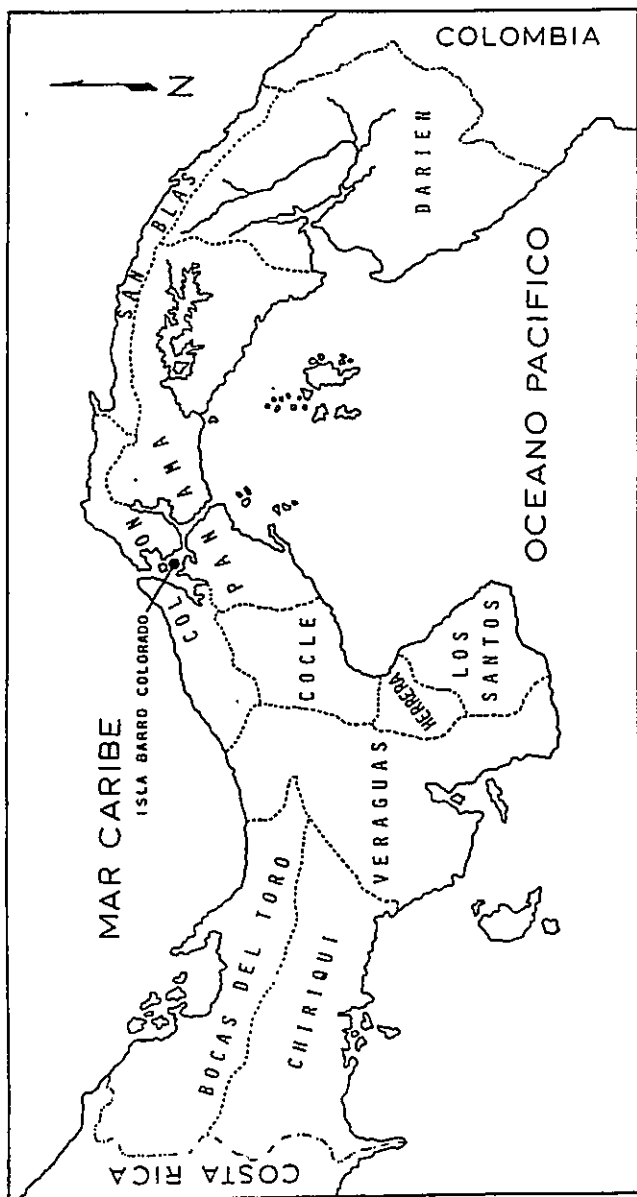 MAR CARIBE
ISLA BARRO COLORADO
COLOMBIA
N
SAN BLAS
DARIEN
COLON
PANAMA
COCLE
VERAGUAS
HERRERA
LOS
SANTOS
BOCAS DEL TORO
CHIRIQUI
COSTA RICA
OCEANO PACIFICO